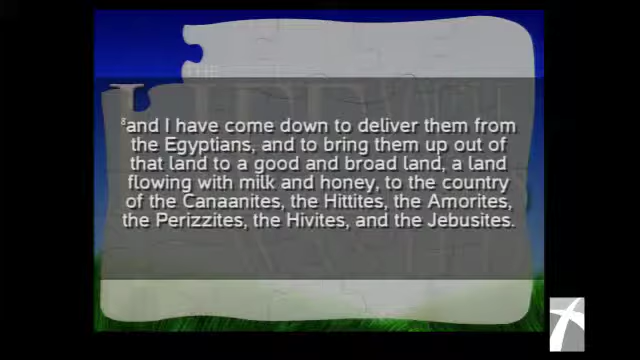 ⁸and I have come down to deliver them from
the Egyptians, and to bring them up out of
that land to a good and broad land, a land
flowing with milk and honey, to the country
of the Canaanites, the Hittites, the Amorites,
the Perizzites, the Hivites, and the Jebusites.